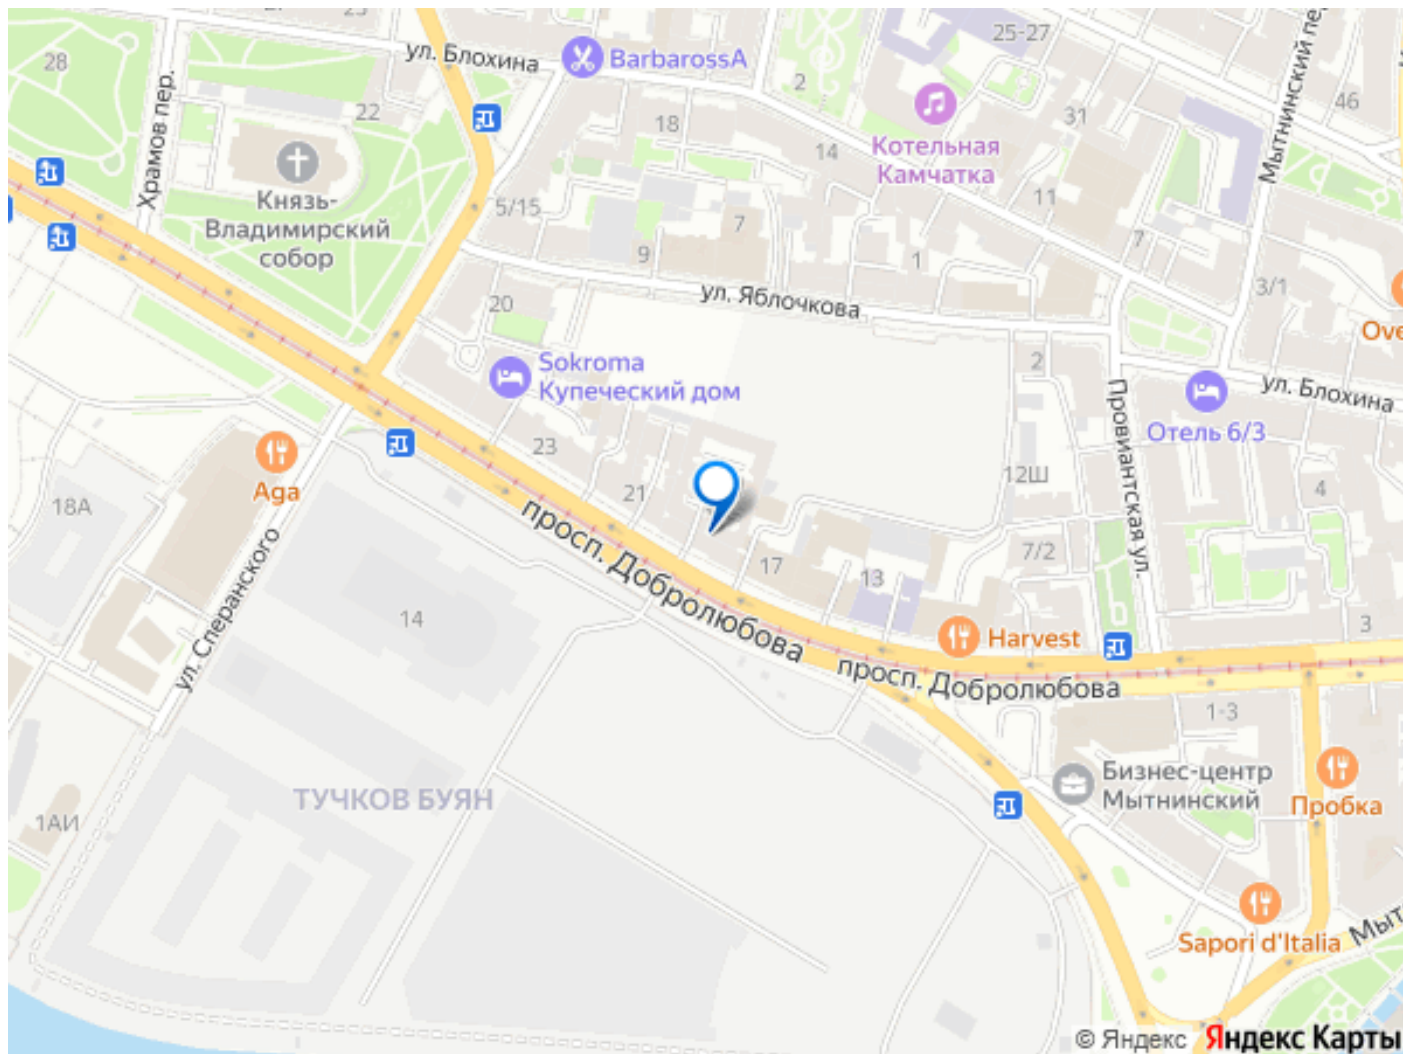 25-27
ул. Блохина
BarbarossA
28
Храмов пер.
22
2
46
Мытнинский пе
18
31
14
Котельная
Камчатка
Князь-
Владимирский
собор
5/15
7
11
9
1
7
3/1
ул. Яблочкова
20
Ove
Sokroma
Купеческий дом
2
ул. Блохина
Отель 6/3
Провиантская ул.
23
12Ш
Aga
18А
21
4
просп. Добролюбова
17
7/2
13
14
ул. Сперанского
Harvest
3
просп. Добролюбова
1-3
Бизнес-центр
Мытнинский
Пробка
ТУЧКОВ БУЯН
1АИ
Sapori d'Italia
Мыт
© Яндекс Яндекс Карты